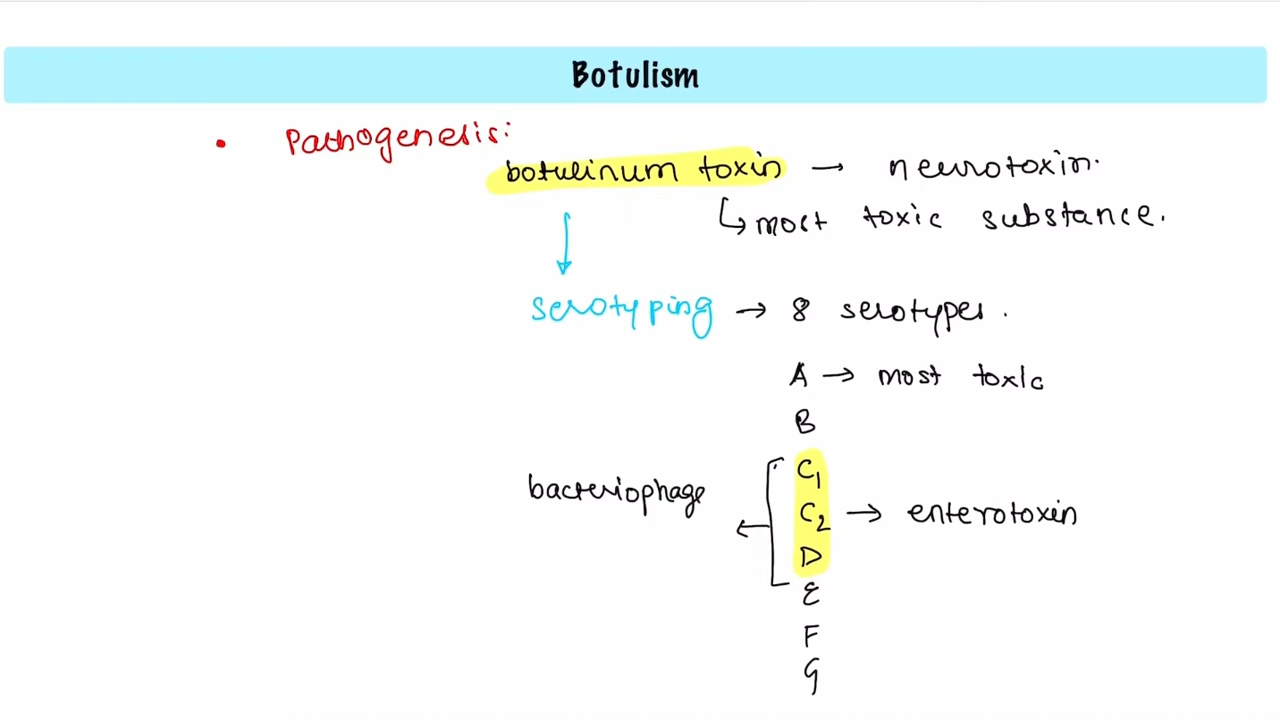 Botulism
• Pathogenesis:
botulinum toxin → neurotoxin.
↳ most toxic substance.
serotyping → 8 serotypes.
A → most toxic
B
C1
bacteriophage
C2 → enterotoxin
D
E
F
G